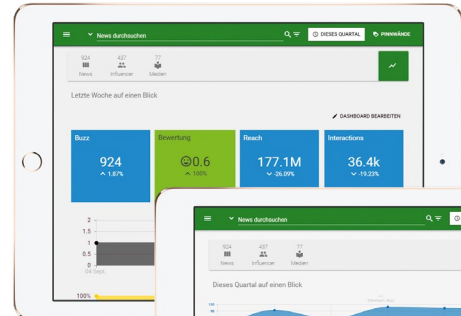 News durchsuchen
DIESES QUARTAL
PINNWÄNDE
924 437 77
News Influencer Medien
Letzte Woche auf einen Blick
DASHBOARD BEARBEITEN
Buzz Bewertung Reach Interactions
924 0.6 177.1M 36.4k
1.87% 100% -26.09% -19.23%
2
1.5
1
0.5
0
04 Sept.
100%
News durchsuchen
924 437 77
News Influencer Medien
Dieses Quartal auf einen Blick